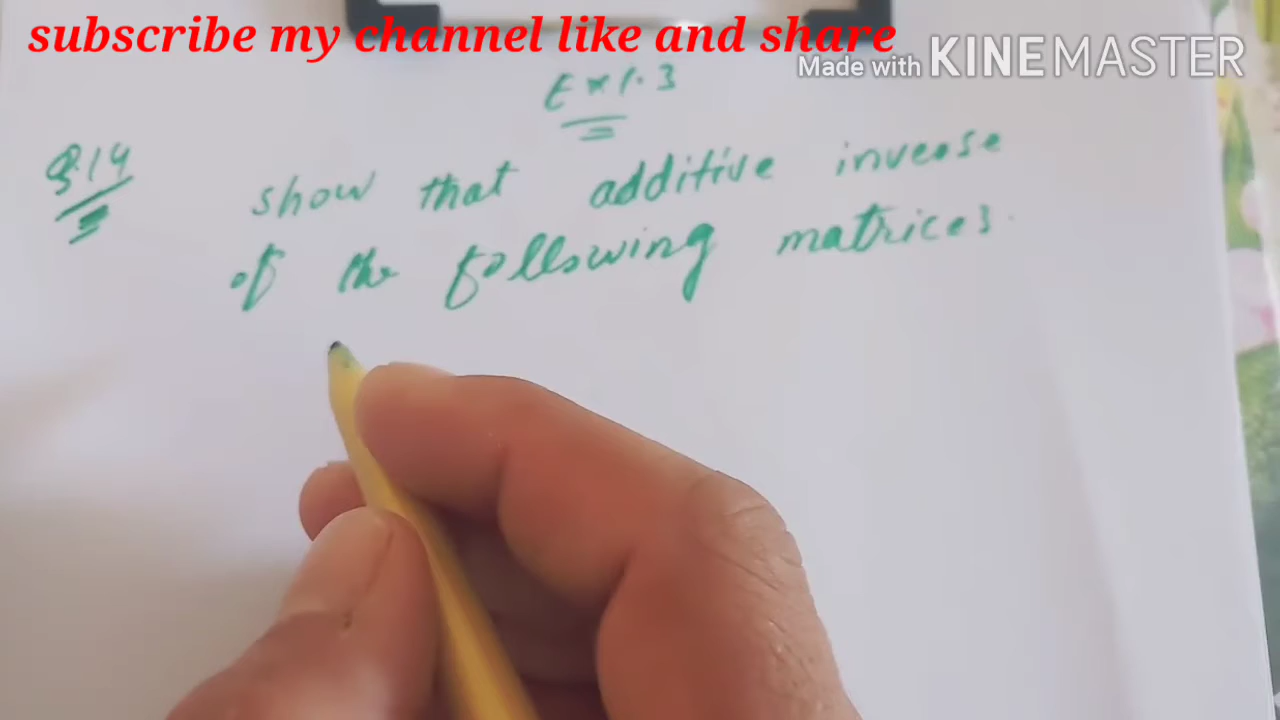 subscribe my channel like and share
Made with KINEMASTER
Ex 1.3
Q.14 show that additive inverse
of the following matrices.